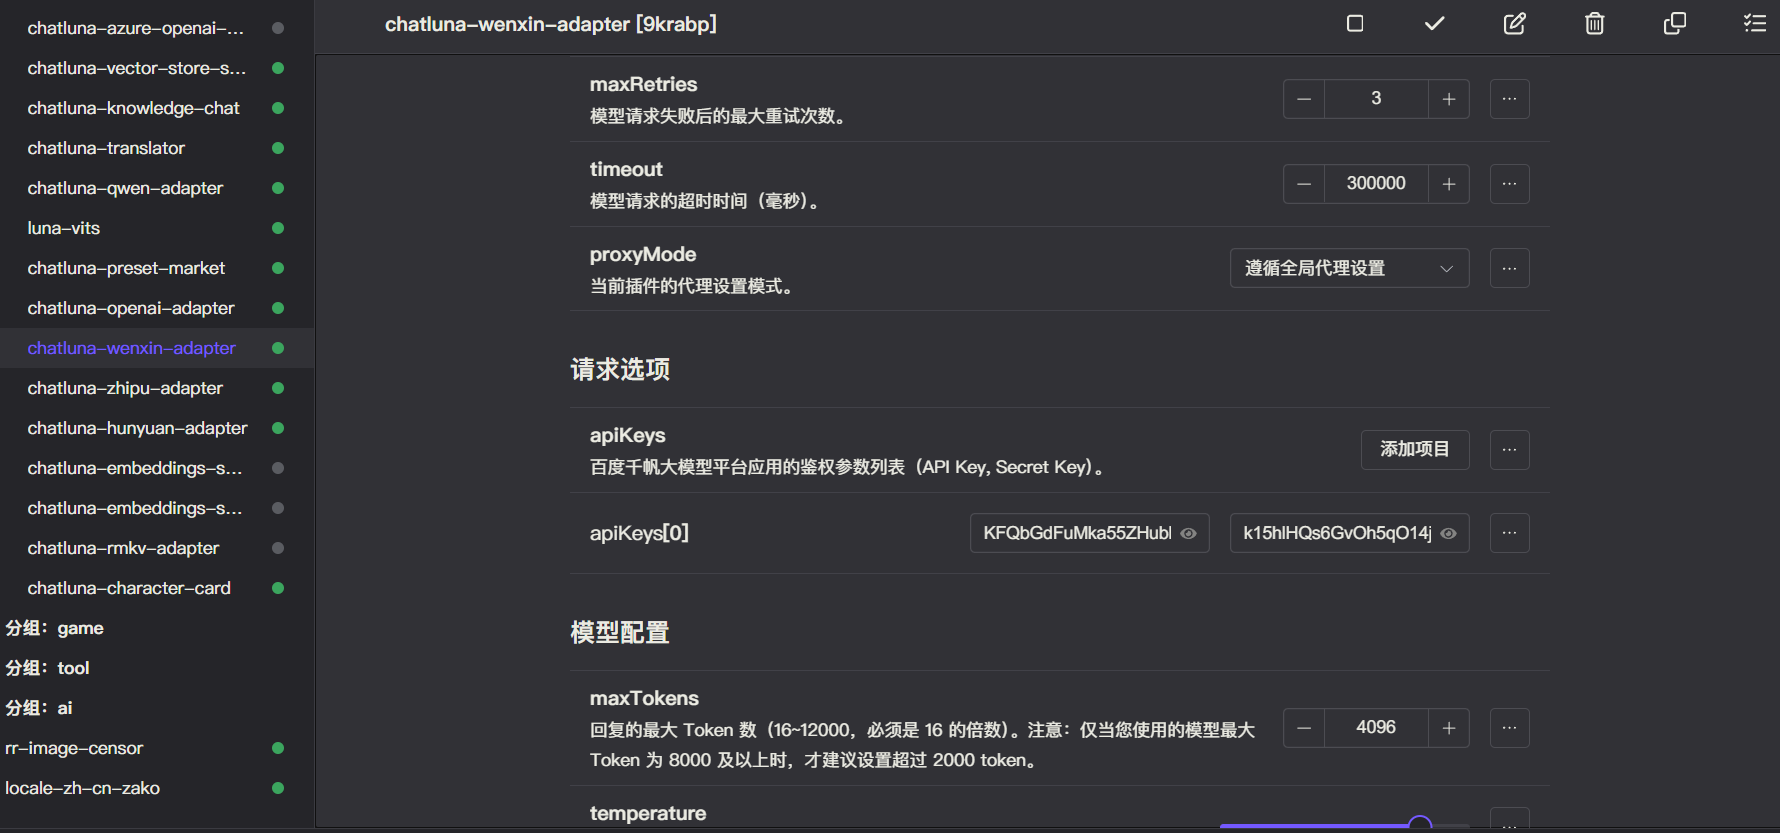 chatluna-azure-openai-...
chatluna-vector-store-s...
chatluna-knowledge-chat
chatluna-translator
chatluna-qwen-adapter
luna-vits
chatluna-preset-market
chatluna-openai-adapter
chatluna-wenxin-adapter
chatluna-zhipu-adapter
chatluna-hunyuan-adapter
chatluna-embeddings-s...
chatluna-embeddings-s...
chatluna-rmkv-adapter
chatluna-character-card
分组：game
分组：tool
分组：ai
rr-image-censor
locale-zh-cn-zako
chatluna-wenxin-adapter [9krabp]
maxRetries
模型请求失败后的最大重试次数。
3
timeout
模型请求的超时时间（毫秒）。
300000
proxyMode
当前插件的代理设置模式。
遵循全局代理设置
请求选项
apiKeys
百度千帆大模型平台应用的鉴权参数列表（API Key, Secret Key）。
添加项目
apiKeys[0]
KFQbGdFuMka55ZHubl
k15hlHQs6GvOh5qO14j
模型配置
maxTokens
回复的最大 Token 数（16~12000，必须是 16 的倍数）。注意：仅当您使用的模型最大
Token 为 8000 及以上时，才建议设置超过 2000 token。
4096
temperature